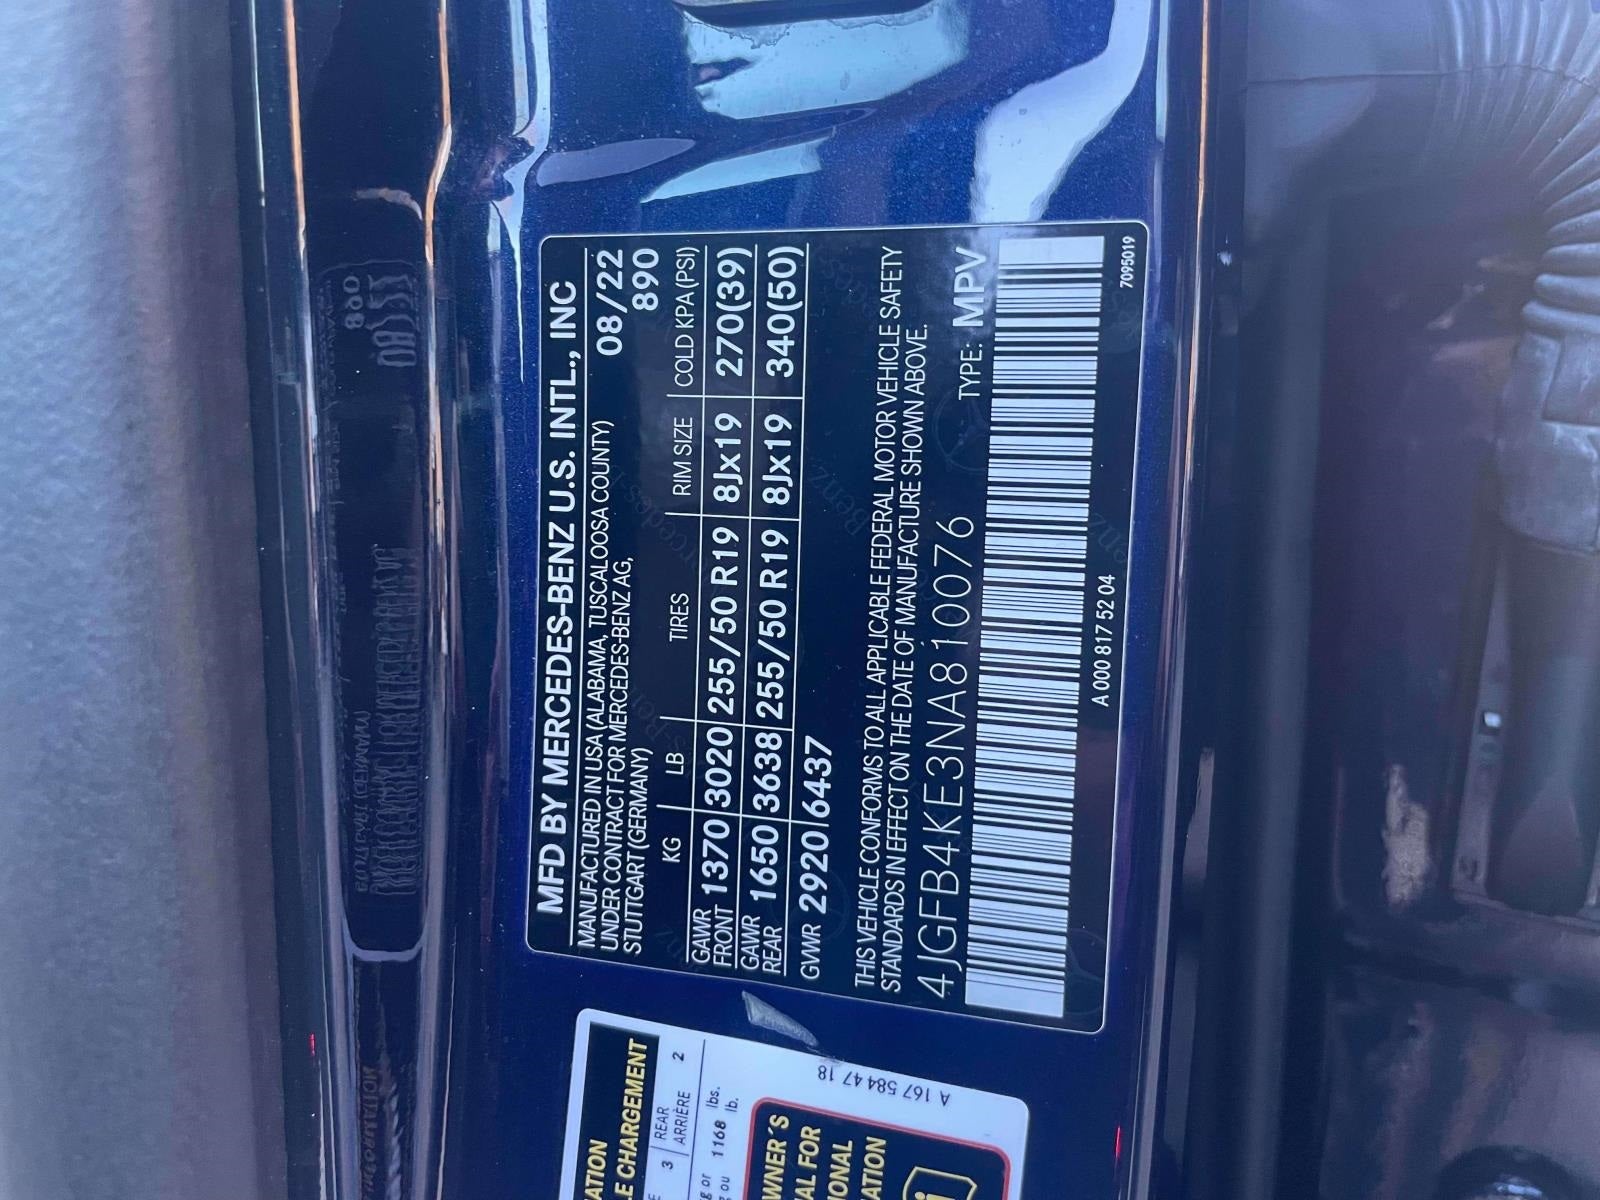 MFD BY MERCEDES-BENZ U.S. INTL., INC
MANUFACTURED IN USA (ALABAMA, TUSCALOOSA COUNTY) 08/22
UNDER CONTRACT FOR MERCEDES-BENZ AG, 890
STUTTGART (GERMANY)
KG LB TIRES RIM SIZE COLD KPA (PSI)
GAWR FRONT 1370 3020 255/50 R19 8Jx19 270(39)
GAWR REAR 1650 3638 255/50 R19 8Jx19 340(50)
GVWR 2920 6437
THIS VEHICLE CONFORMS TO ALL APPLICABLE FEDERAL MOTOR VEHICLE SAFETY
STANDARDS IN EFFECT ON THE DATE OF MANUFACTURE SHOWN ABOVE.
4JGFB4KE3NA810076 TYPE: MPV
A 000 817 52 04 7095019
LE CHARGEMENT
3 REAR 2
ARRIÈRE
1168 lbs.
lb.
A 167 584 47 18